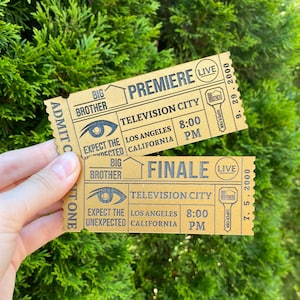 ADMIT
BIG BROTHER
PREMIERE
LIVE
EXPECT THE
UNEXPECTED
TELEVISION CITY
LOS ANGELES
CALIFORNIA
8:00
PM
9. 29. 2000
ONE
BIG
BROTHER
FINALE
LIVE
EXPECT THE
UNEXPECTED
TELEVISION CITY
LOS ANGELES
CALIFORNIA
8:00
PM
7. 5. 2000